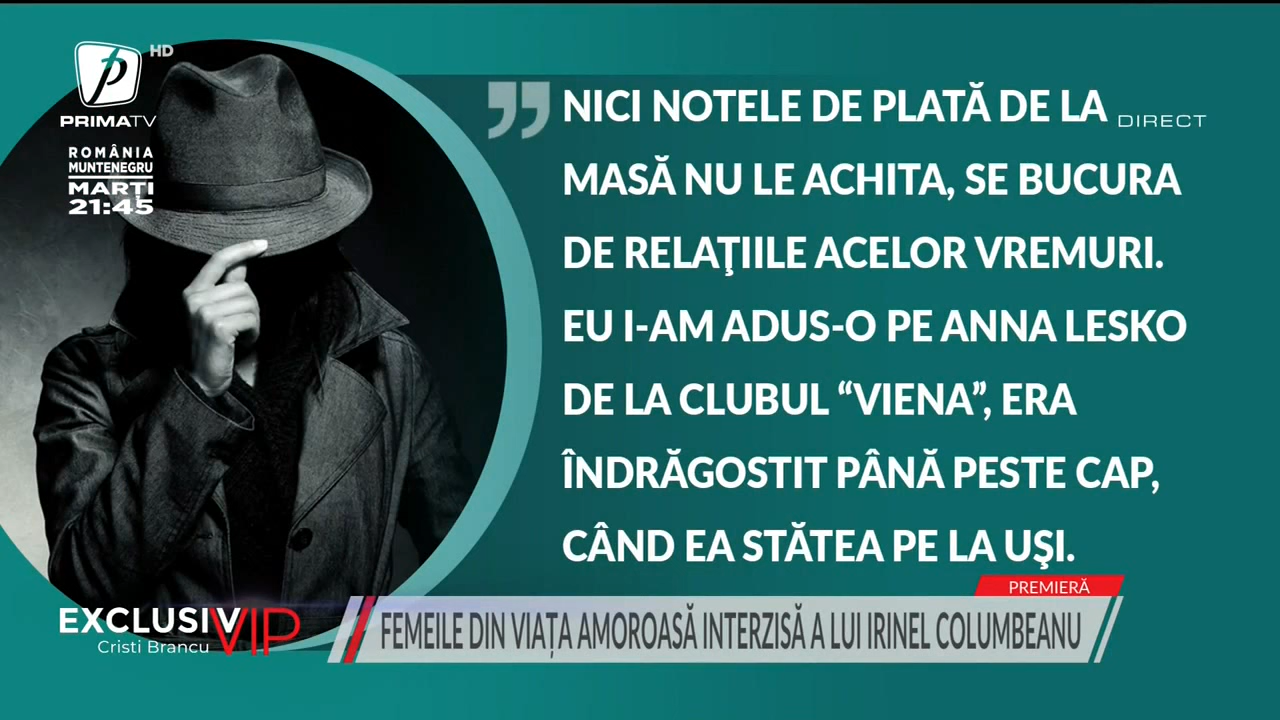 HD
PRIMATV
ROMÂNIA
MUNTENEGRU
MARȚI
21:45
DIRECT
NICI NOTELE DE PLATĂ DE LA
MASĂ NU LE ACHITA, SE BUCURA
DE RELAŢIILE ACELOR VREMURI.
EU I-AM ADUS-O PE ANNA LESKO
DE LA CLUBUL “VIENA”, ERA
ÎNDRĂGOSTIT PÂNĂ PESTE CAP,
CÂND EA STĂTEA PE LA UŞI.
PREMIERĂ
EXCLUSIV VIP
Cristi Brancu
FEMEILE DIN VIAȚA AMOROASĂ INTERZISĂ A LUI IRINEL COLUMBEANU